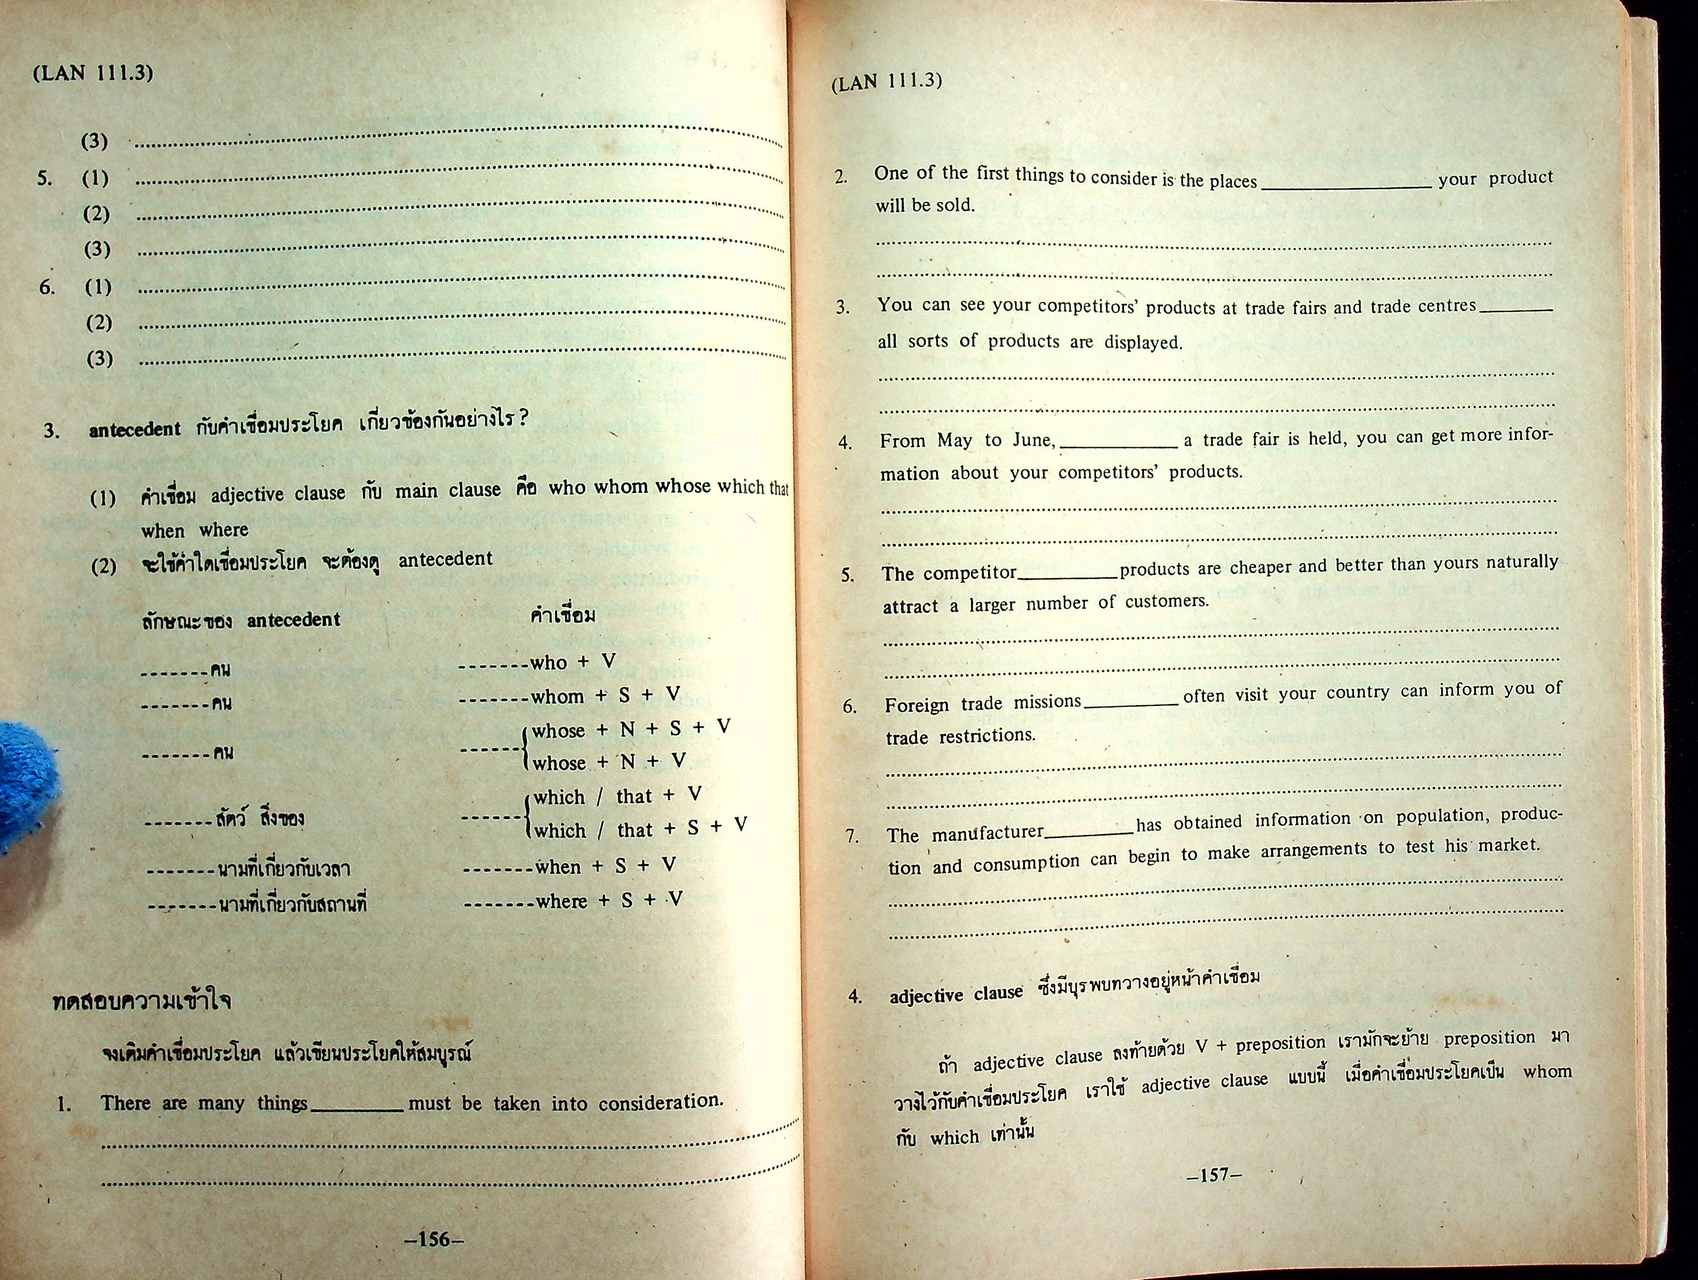 (LAN 111.3)
(3) ........................................
5. (1) ........................................
(2) ........................................
(3) ........................................
6. (1) ........................................
(2) ........................................
(3) ........................................
3. antecedent กับคำเชื่อมประโยค เกี่ยวข้องกันอย่างไร?
(1) คำเชื่อม adjective clause กับ main clause คือ who whom whose which that
when where
(2) จะใช้คำใดเชื่อมประโยค จะต้องดู antecedent
ลักษณะของ antecedent คำเชื่อม
-------คน -------who + V
-------คน -------whom + S + V
-------คน ------{whose + N + S + V
whose + N + V
-------สัตว์ สิ่งของ ------{which / that + V
which / that + S + V
-------นามที่เกี่ยวกับเวลา -------when + S + V
-------นามที่เกี่ยวกับสถานที่ -------where + S + V
ทดสอบความเข้าใจ
จงเติมคำเชื่อมประโยค แล้วเขียนประโยคให้สมบูรณ์
1. There are many things________must be taken into consideration.
........................................
........................................
–156–
(LAN 111.3)
2. One of the first things to consider is the places________________your product
will be sold.
........................................
........................................
3. You can see your competitors' products at trade fairs and trade centres_______
all sorts of products are displayed.
........................................
........................................
4. From May to June,___________a trade fair is held, you can get more infor-
mation about your competitors' products.
........................................
........................................
5. The competitor_________products are cheaper and better than yours naturally
attract a larger number of customers.
........................................
........................................
6. Foreign trade missions_________often visit your country can inform you of
trade restrictions.
........................................
........................................
7. The manufacturer________has obtained information on population, produc-
tion and consumption can begin to make arrangements to test his market.
........................................
........................................
4. adjective clause ซึ่งมีบุรพบทวางอยู่หน้าคำเชื่อม
ถ้า adjective clause ลงท้ายด้วย V + preposition เรามักจะย้าย preposition มา
วางไว้กับคำเชื่อมประโยค เราใช้ adjective clause แบบนี้ เมื่อคำเชื่อมประโยคเป็น whom
กับ which เท่านั้น
–157–